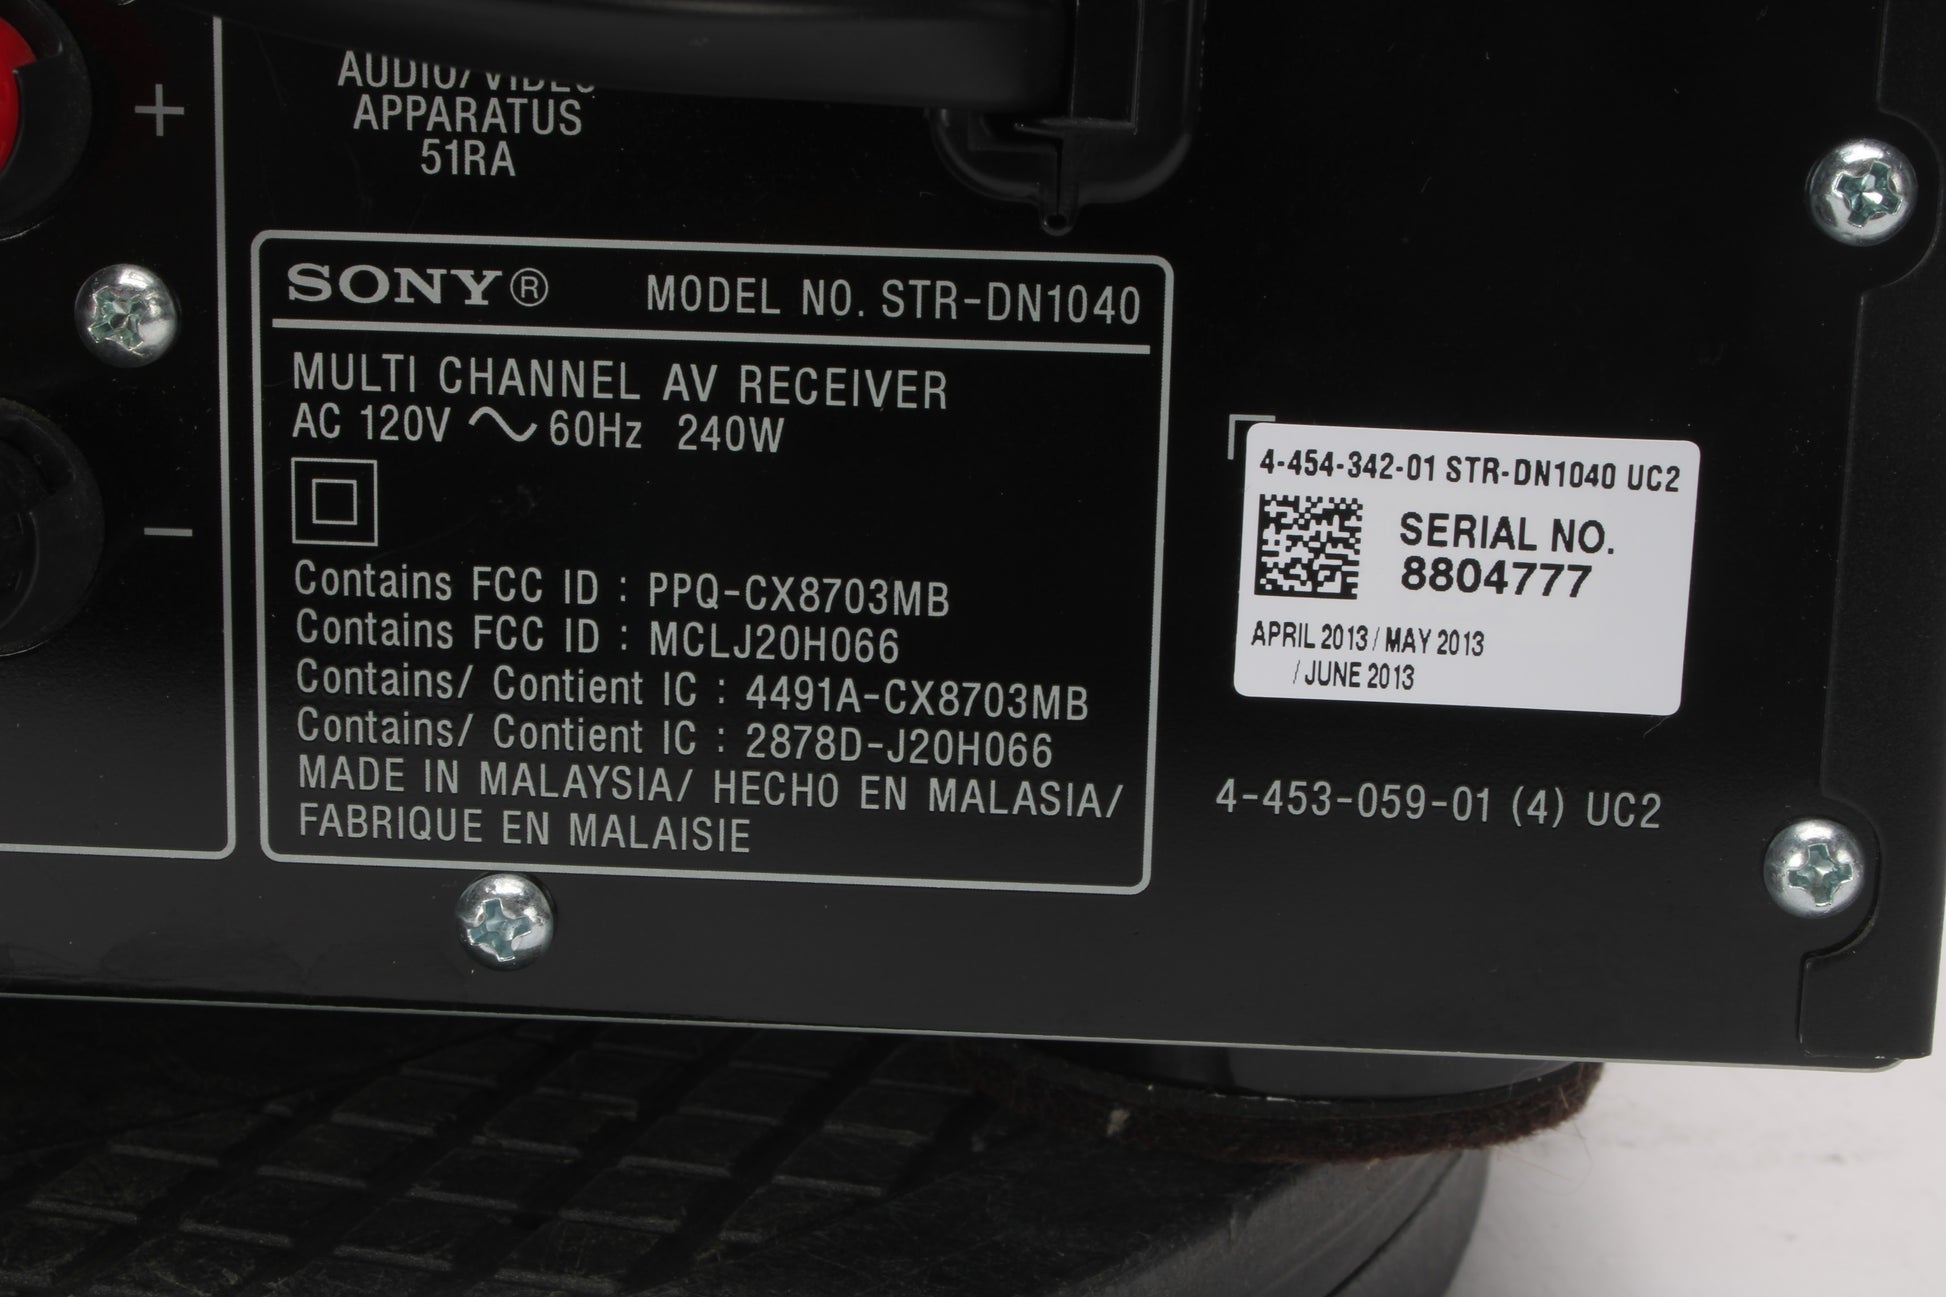 AUDIO/VIDEO
APPARATUS
51RA
+
SONY® MODEL NO. STR-DN1040
MULTI CHANNEL AV RECEIVER
AC 120V ~ 60Hz 240W
Contains FCC ID : PPQ-CX8703MB
Contains FCC ID : MCLJ20H066
Contains/ Contient IC : 4491A-CX8703MB
Contains/ Contient IC : 2878D-J20H066
MADE IN MALAYSIA/ HECHO EN MALASIA/
FABRIQUE EN MALAISIE
−
4-454-342-01 STR-DN1040 UC2
SERIAL NO.
8804777
APRIL 2013 / MAY 2013
/ JUNE 2013
4-453-059-01 (4) UC2